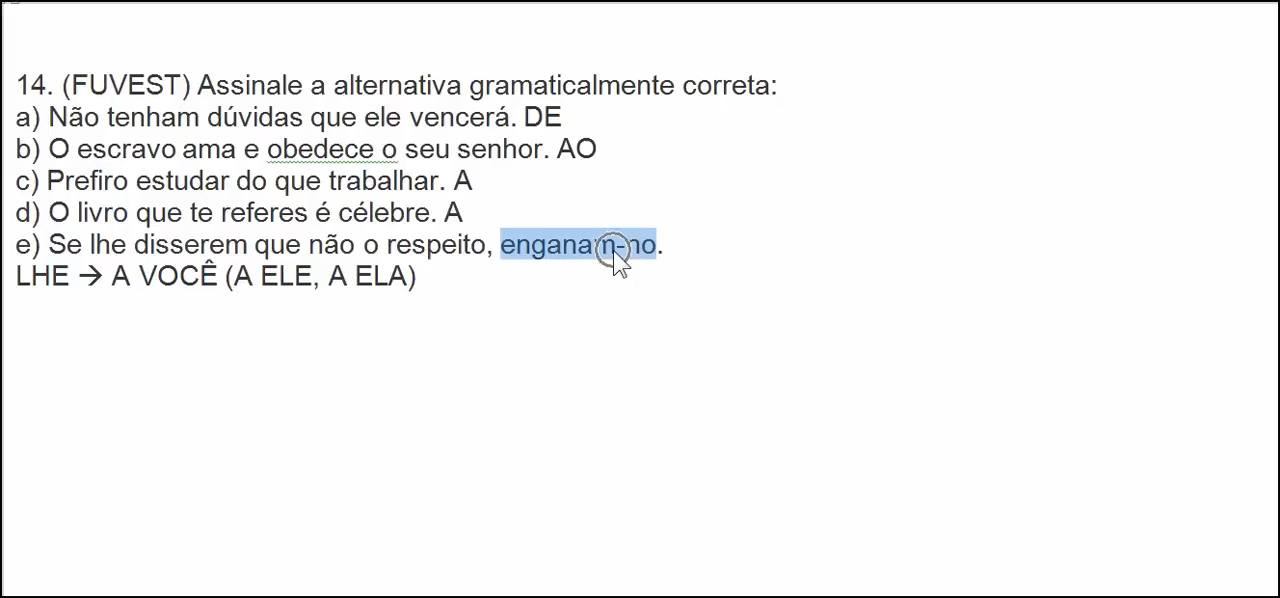 14. (FUVEST) Assinale a alternativa gramaticalmente correta:
a) Não tenham dúvidas que ele vencerá. DE
b) O escravo ama e obedece o seu senhor. AO
c) Prefiro estudar do que trabalhar. A
d) O livro que te referes é célebre. A
e) Se lhe disserem que não o respeito, enganam-no.
LHE → A VOCÊ (A ELE, A ELA)